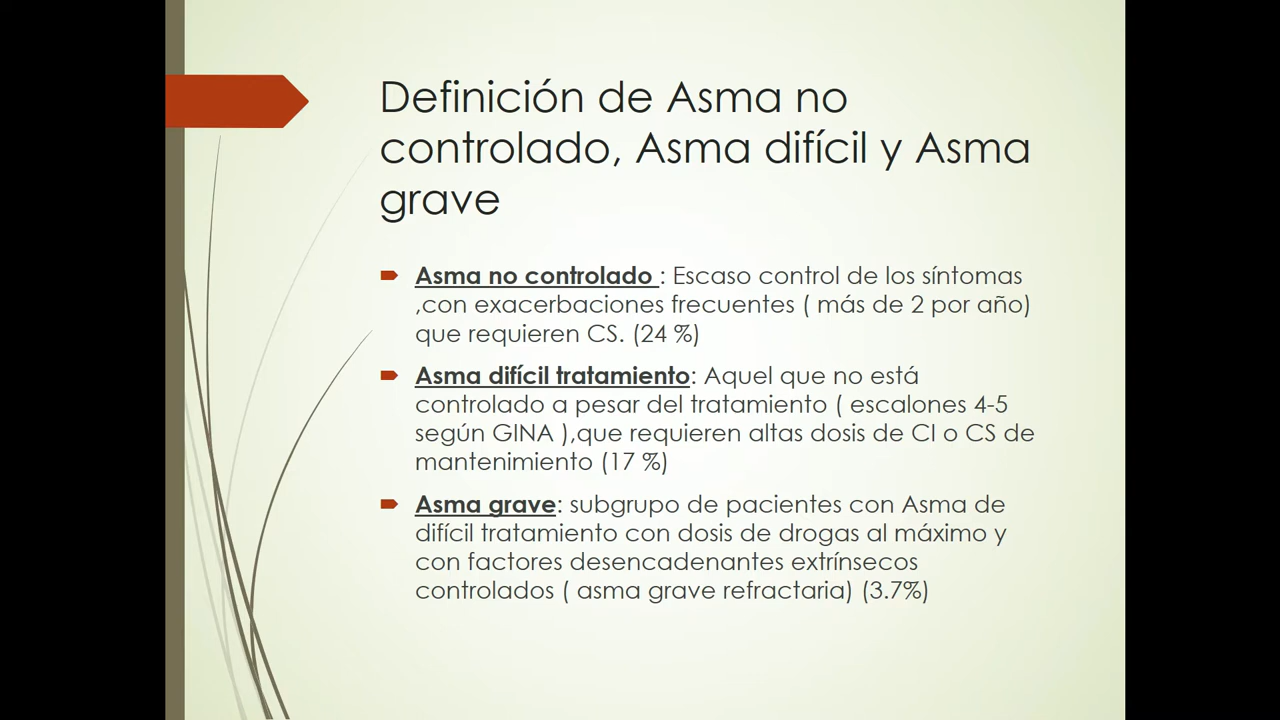 Definición de Asma no
controlado, Asma difícil y Asma
grave
Asma no controlado : Escaso control de los síntomas
,con exacerbaciones frecuentes ( más de 2 por año)
que requieren CS. (24 %)
Asma difícil tratamiento: Aquel que no está
controlado a pesar del tratamiento ( escalones 4-5
según GINA ),que requieren altas dosis de CI o CS de
mantenimiento (17 %)
Asma grave: subgrupo de pacientes con Asma de
difícil tratamiento con dosis de drogas al máximo y
con factores desencadenantes extrínsecos
controlados ( asma grave refractaria) (3.7%)